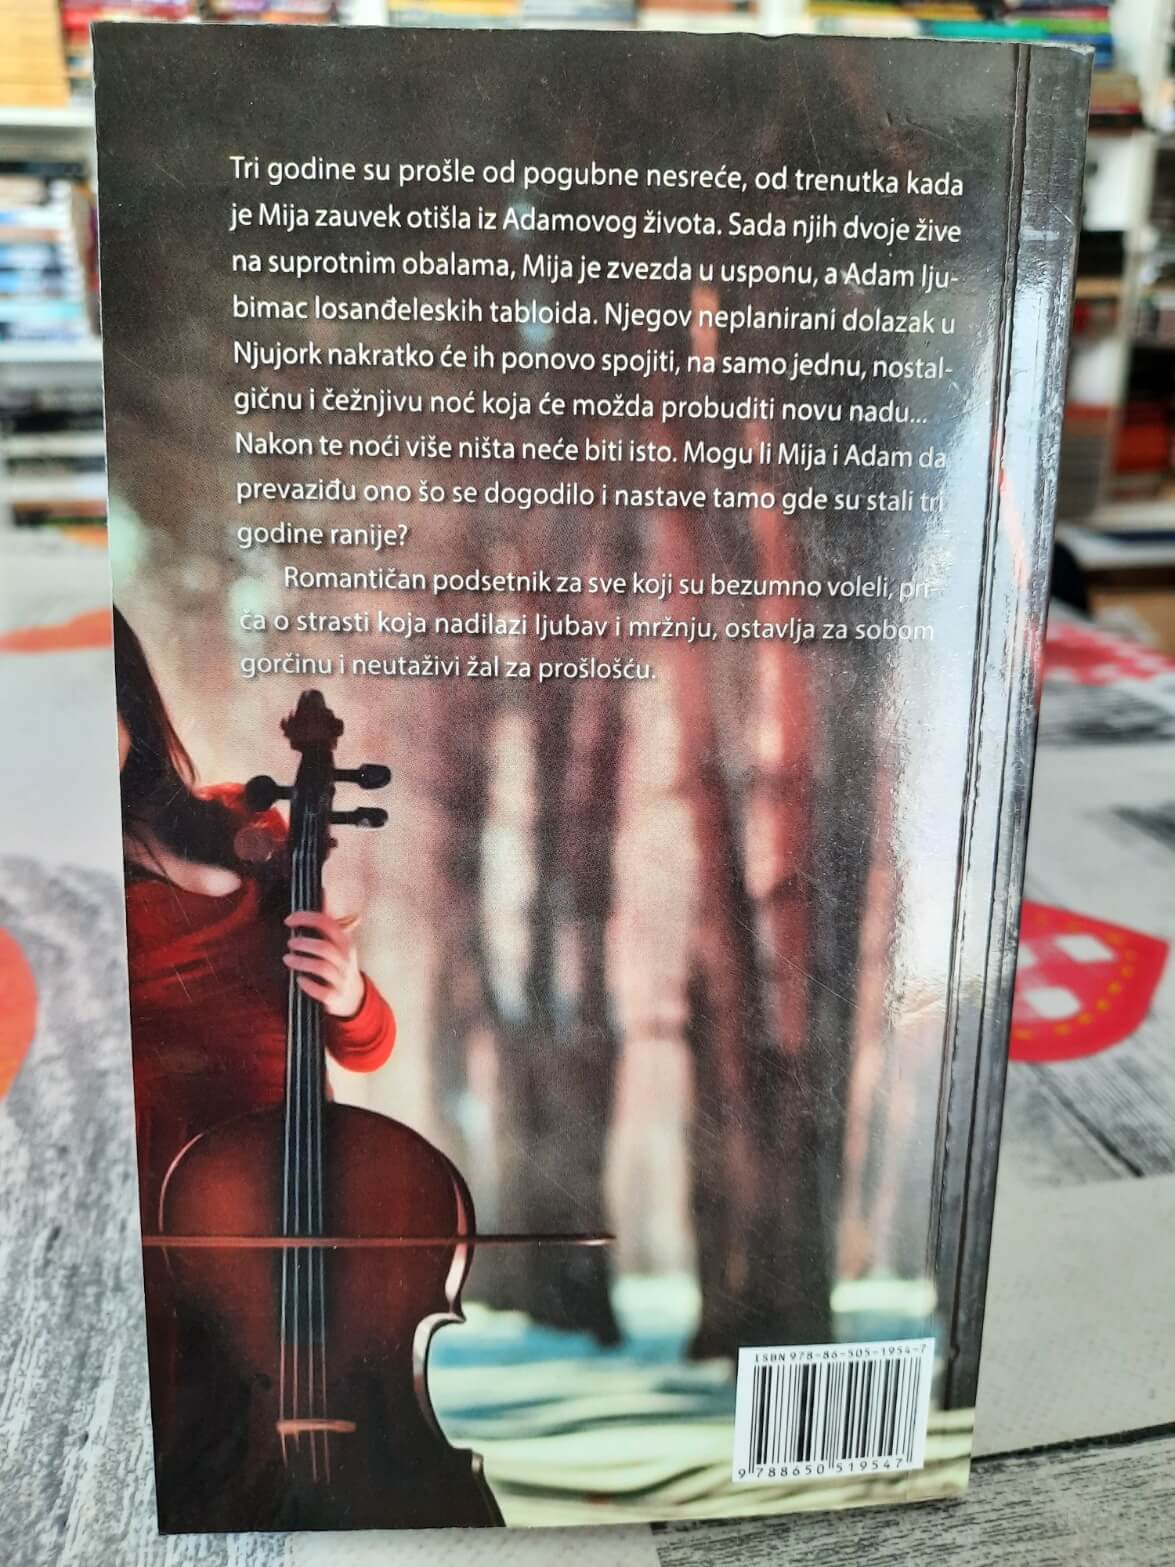 Tri godine su prošle od pogubne nesreće, od trenutka kada
je Mija zauvek otišla iz Adamovog života. Sada njih dvoje žive
na suprotnim obalama, Mija je zvezda u usponu, a Adam lju-
bimac losanđeleskih tabloida. Njegov neplanirani dolazak u
Njujork nakratko će ih ponovo spojiti, na samo jednu, nostal-
gičnu i čežnjivu noć koja će možda probuditi novu nadu...
Nakon te noći više ništa neće biti isto. Mogu li Mija i Adam da
prevaziđu ono šo se dogodilo i nastave tamo gde su stali tri
godine ranije?
Romantičan podsetnik za sve koji su bezumno voleli, pri-
ča o strasti koja nadilazi ljubav i mržnju, ostavlja za sobom
gorčinu i neutaživi žal za prošlošću.
ISBN 978-86-505-1954-7
9 788650 519547